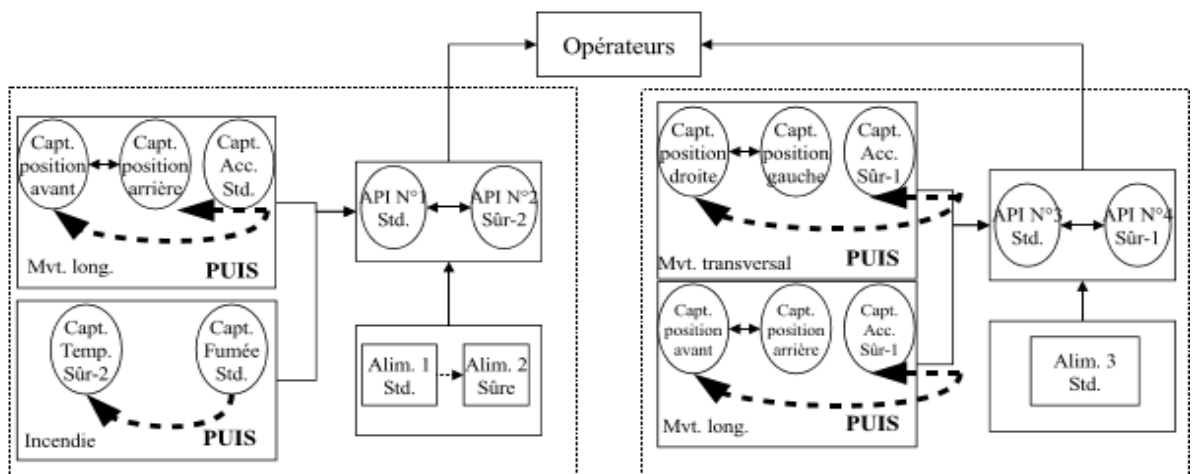 Opérateurs
Capt.
position
avant
Capt.
position
arrière
Capt.
Acc.
Std.
Mvt. long.
PUIS
Capt.
Temp.
Sûr-2
Capt.
Fumée
Std.
Incendie
PUIS
API N°1
Std.
API N°2
Sûr-2
Alim. 1
Std.
Alim. 2
Sûre
Capt.
position
droite
Capt.
position
gauche
Capt.
Acc.
Sûr-1
Mvt. transversal
PUIS
Capt.
position
avant
Capt.
position
arrière
Capt.
Acc.
Sûr-1
Mvt. long.
PUIS
API N°3
Std.
API N°4
Sûr-1
Alim. 3
Std.